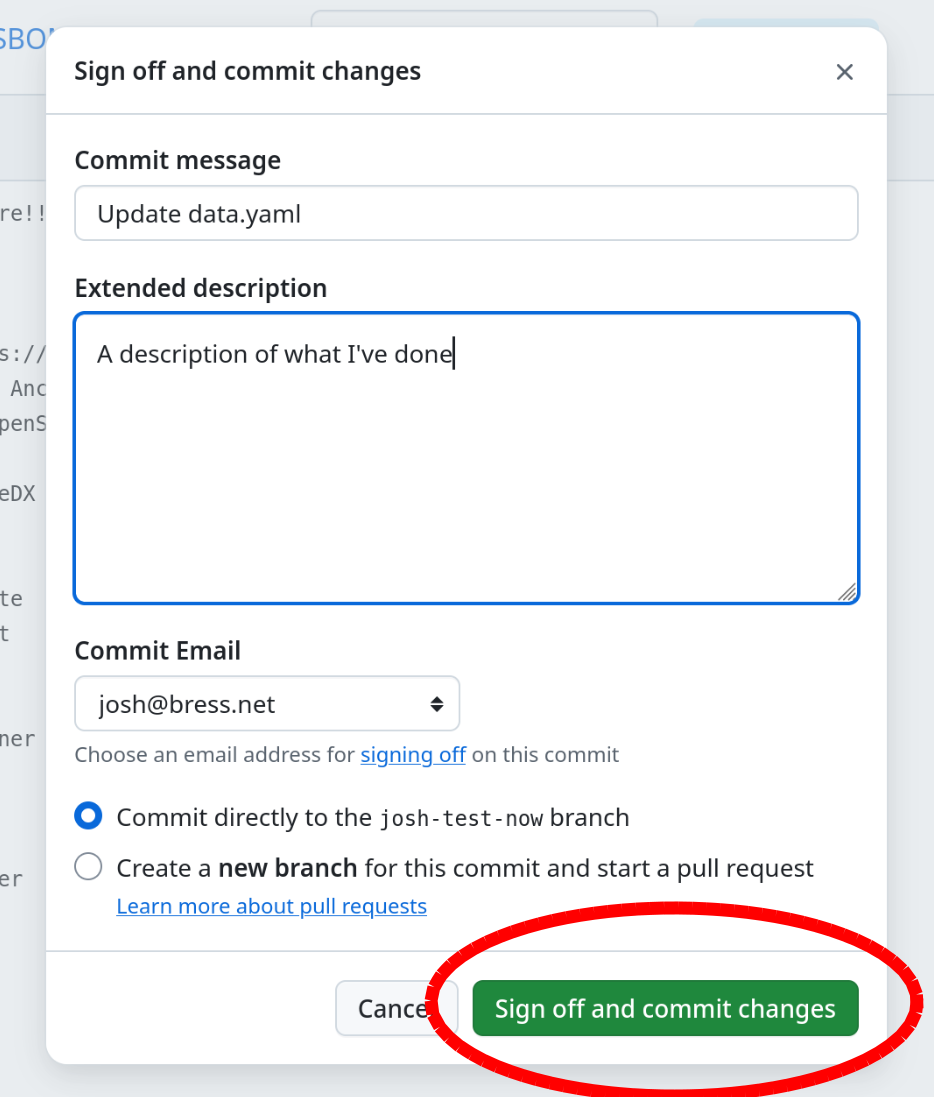 SBOM
Sign off and commit changes
Commit message
re!!
Update data.yaml
Extended description
A description of what I've done
s://
Anc
penS
eDX
te
t
Commit Email
josh@bress.net
ner
Choose an email address for signing off on this commit
Commit directly to the josh-test-now branch
Create a new branch for this commit and start a pull request
er
Learn more about pull requests
Cance
Sign off and commit changes